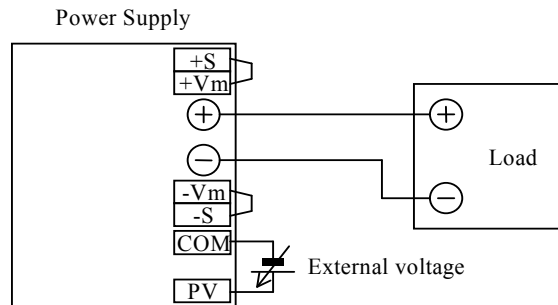 Power Supply
+S
+Vm
+
+
−
Load
−
-Vm
-S
COM
External voltage
PV